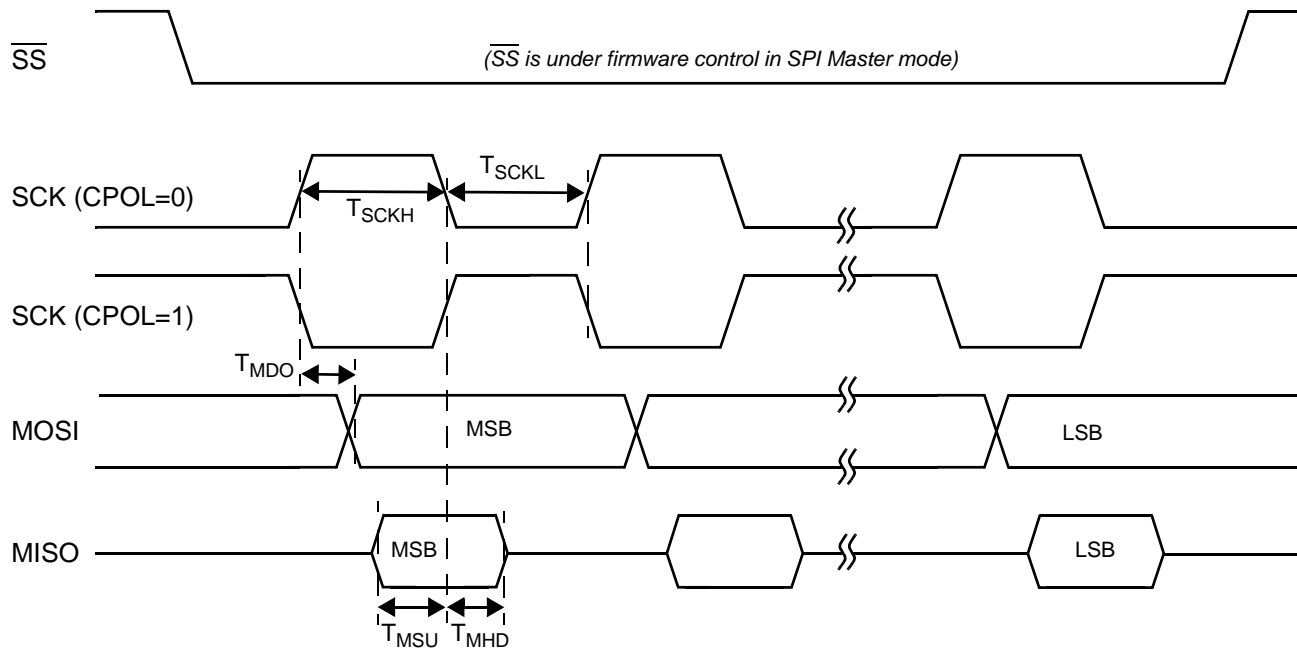 SS
(SS is under firmware control in SPI Master mode)
SCK (CPOL=0)
TSCKH
TSCKL
SCK (CPOL=1)
TMDO
MOSI
MSB
LSB
MISO
MSB
LSB
TMSU
TMHD